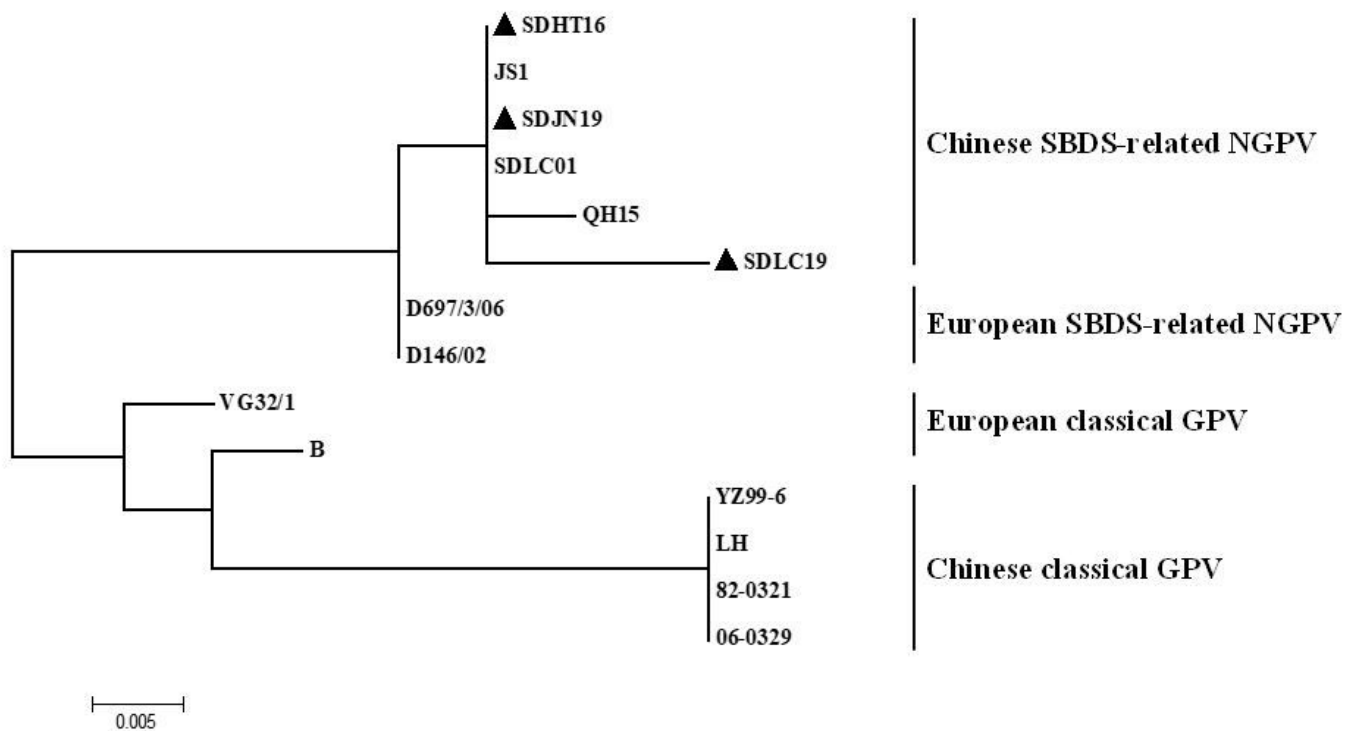 SDHT16
JS1
SDJN19
SDLC01
QH15
SDLC19
Chinese SBDS-related NGPV
D697/3/06
D146/02
European SBDS-related NGPV
VG32/1
B
European classical GPV
YZ99-6
LH
82-0321
06-0329
Chinese classical GPV
0.005